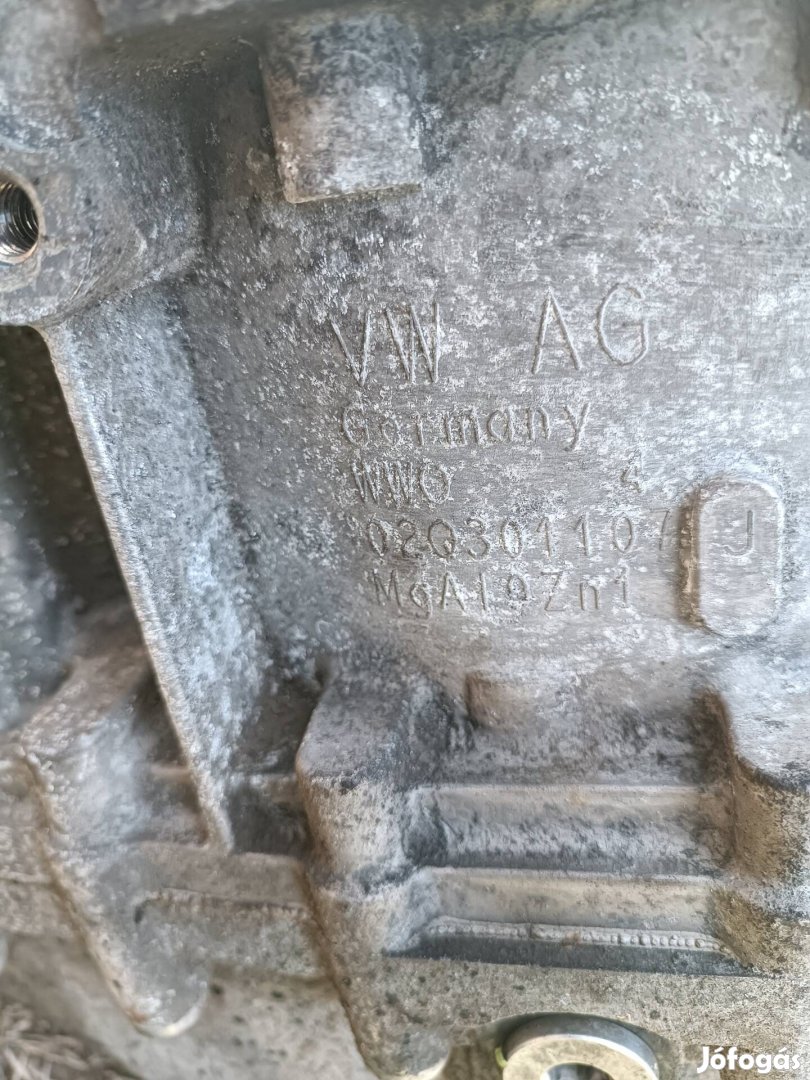 VW AG
Germany
WWO 4
02Q301107 J
MgAl9Zn1
Jófogás